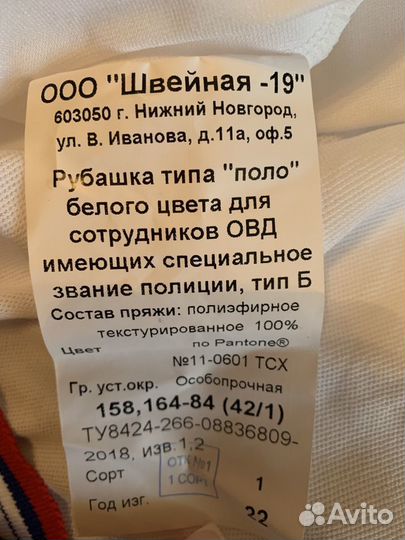 ООО "Швейная -19"
603050 г. Нижний Новгород,
ул. В. Иванова, д.11а, оф.5
Рубашка типа "поло"
белого цвета для
сотрудников ОВД
имеющих специальное
звание полиции, тип Б
Состав пряжи: полиэфирное
текстурированное 100%
Цвет по Pantone®
№11-0601 TCX
Гр. уст.окр. Особопрочная
158,164-84 (42/1)
ТУ8424-266-08836809-
2018, изв.1,2
Сорт 1
ОТК №1
1 СОРТ
Год изг. 22
Avito